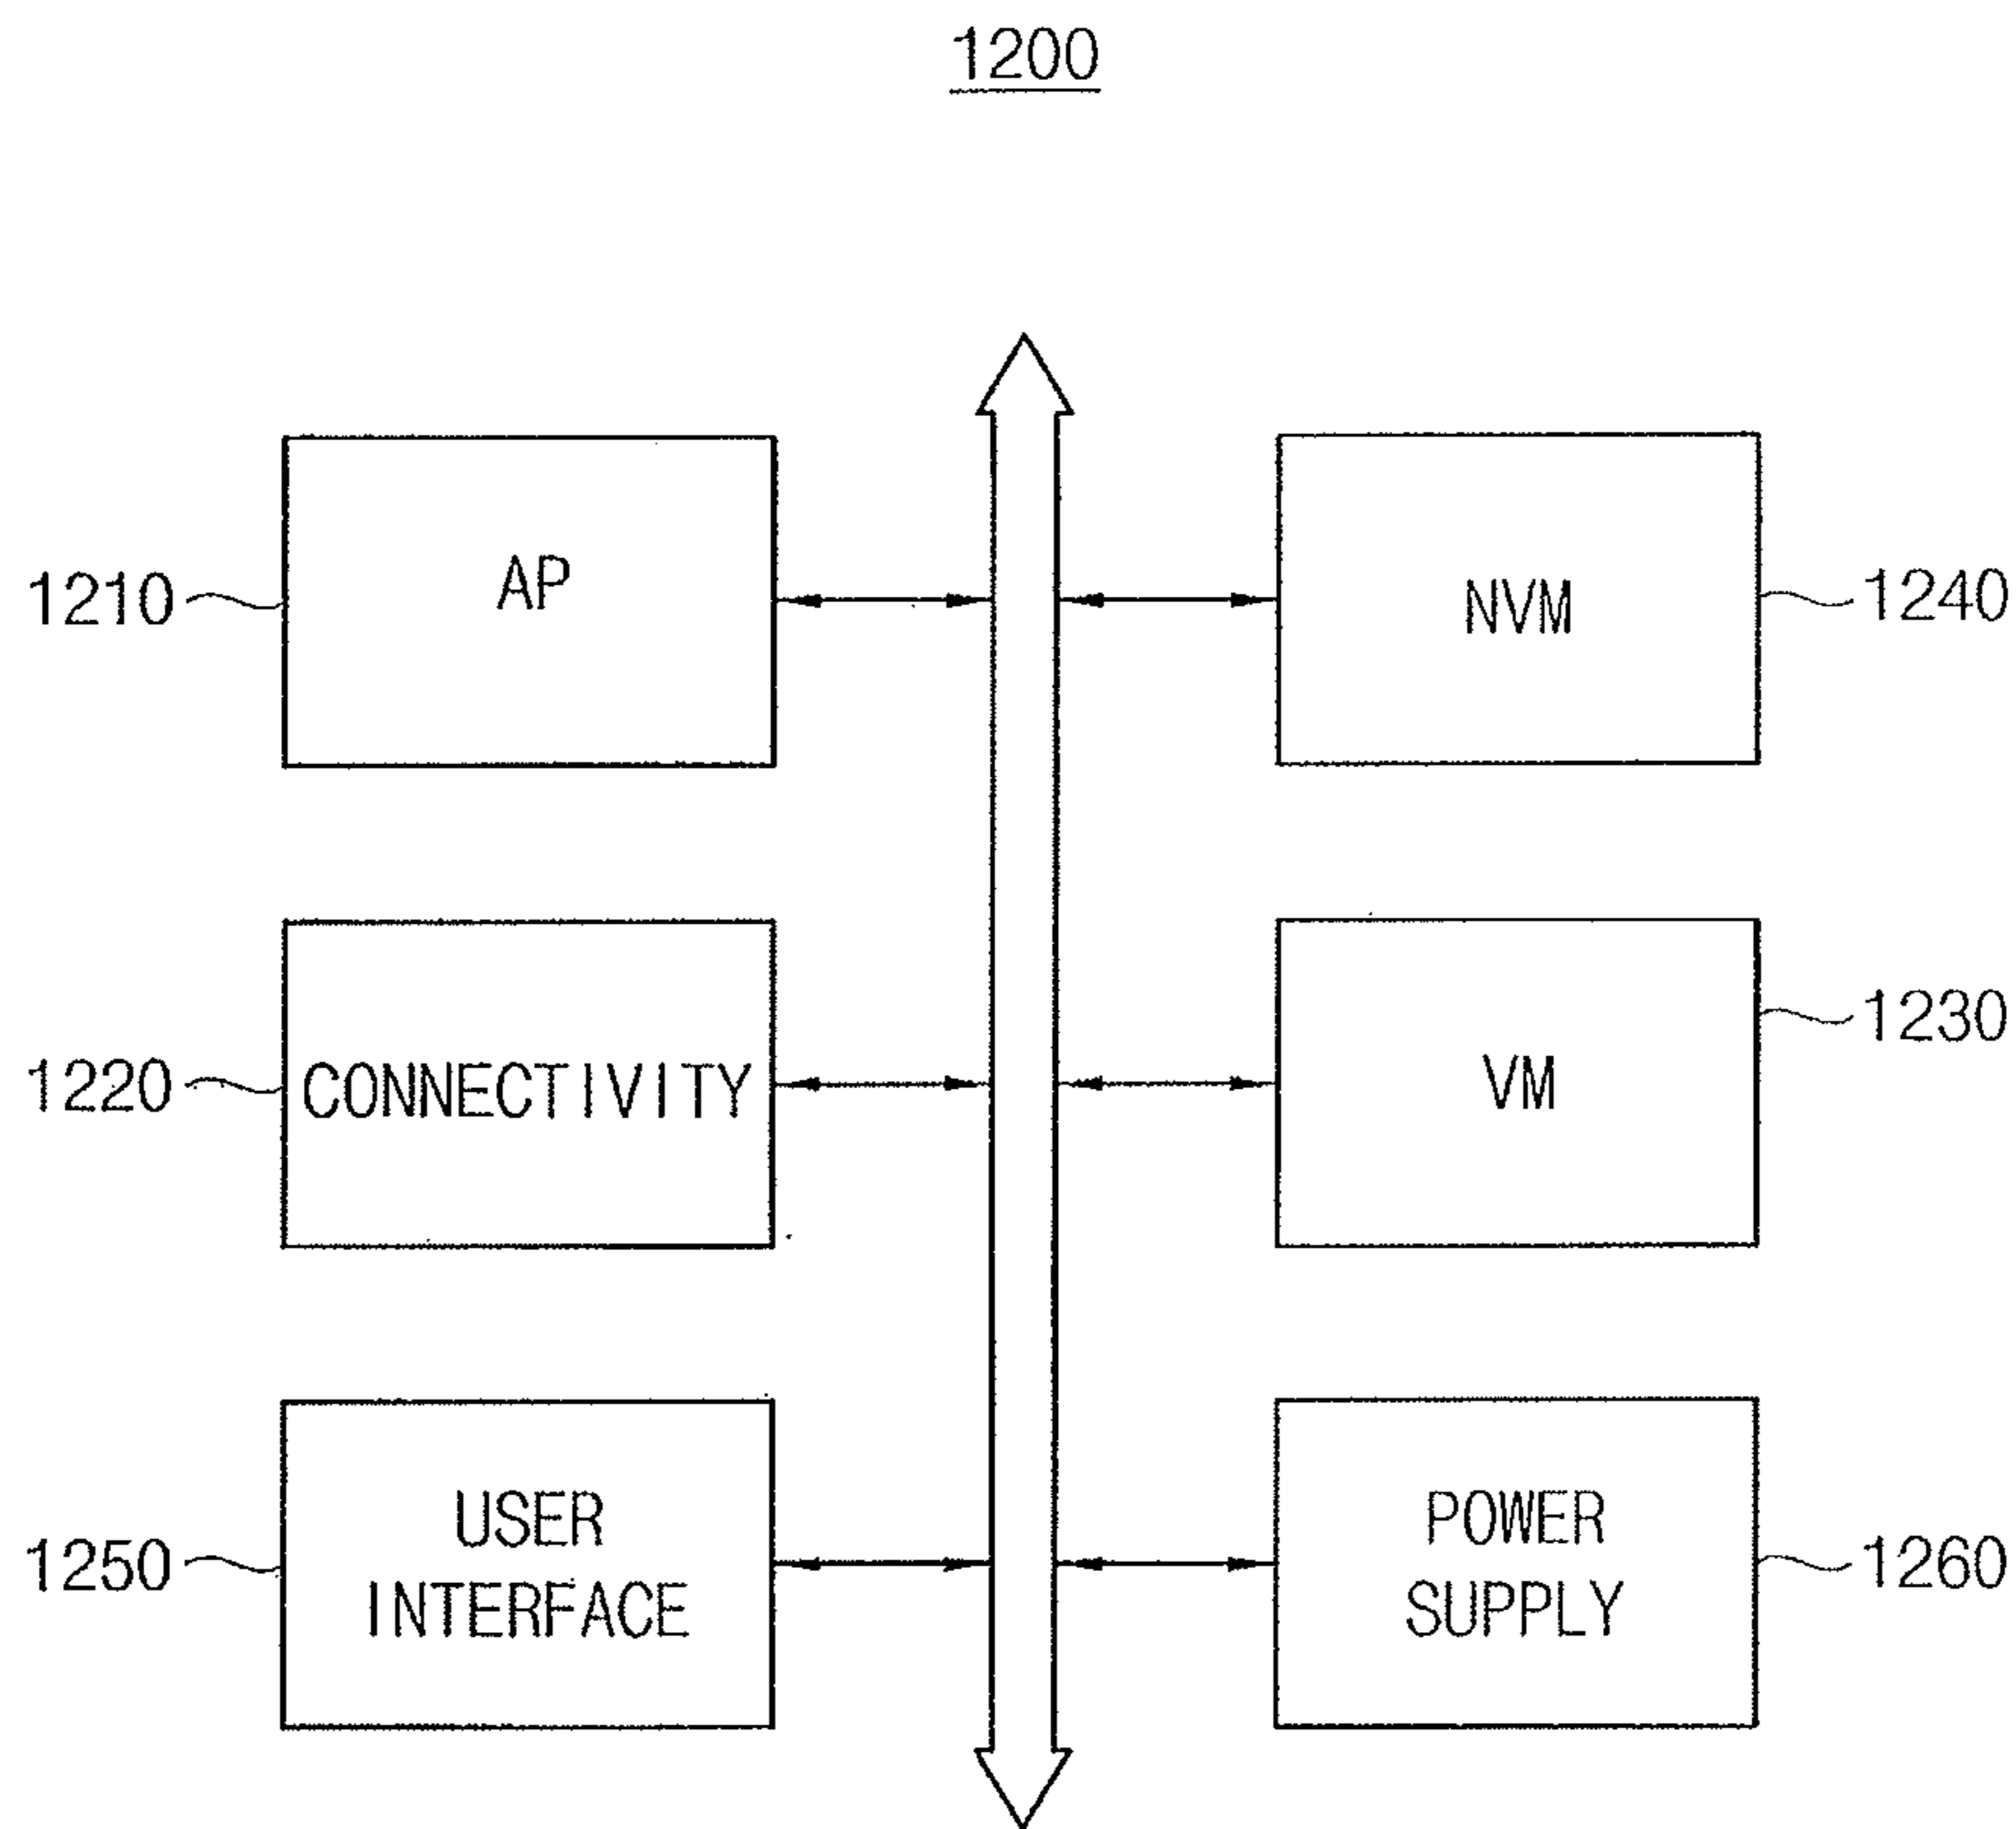 1200
1210
AP
NVM
1240
1220
CONNECTIVITY
VM
1230
1250
USER
INTERFACE
POWER
SUPPLY
1260